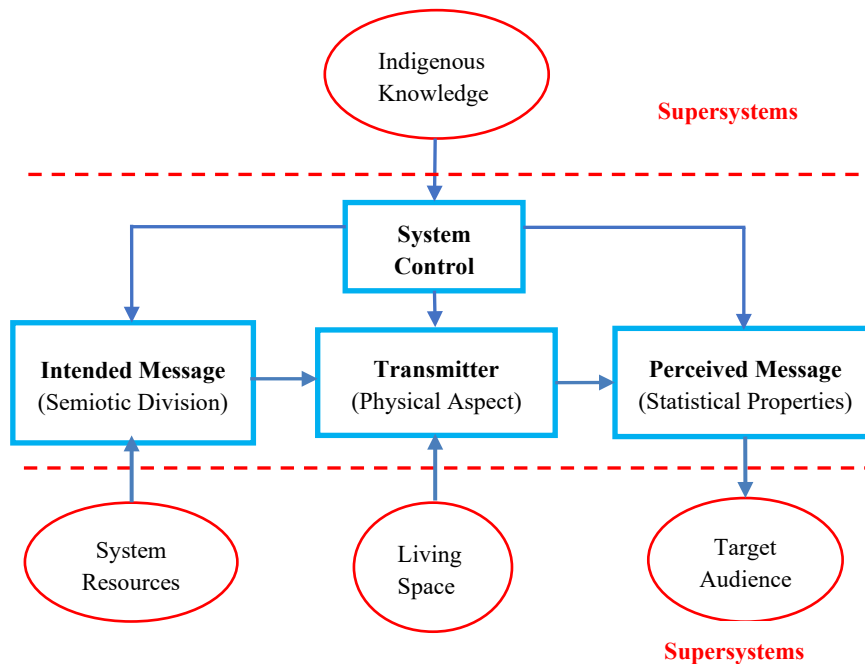 Indigenous
Knowledge
Supersystems
System
Control
Intended Message
(Semiotic Division)
Transmitter
(Physical Aspect)
Perceived Message
(Statistical Properties)
System
Resources
Living
Space
Target
Audience
Supersystems